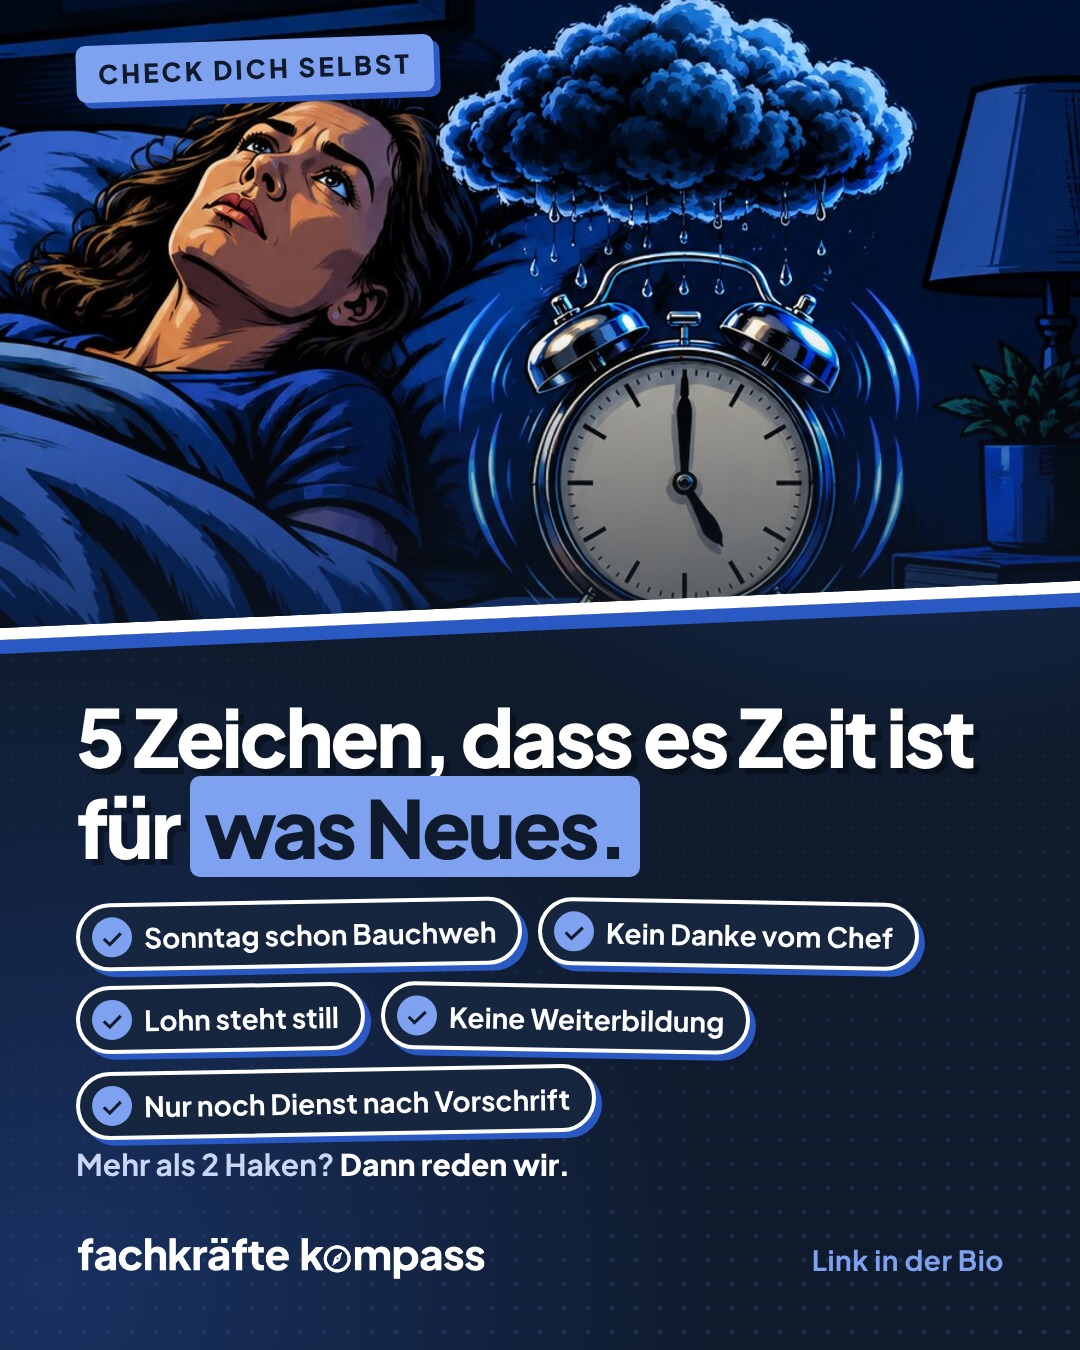 CHECK DICH SELBST
5 Zeichen, dass es Zeit ist
für was Neues.
Sonntag schon Bauchweh
Kein Danke vom Chef
Lohn steht still
Keine Weiterbildung
Nur noch Dienst nach Vorschrift
Mehr als 2 Haken? Dann reden wir.
fachkräfte kompass
Link in der Bio